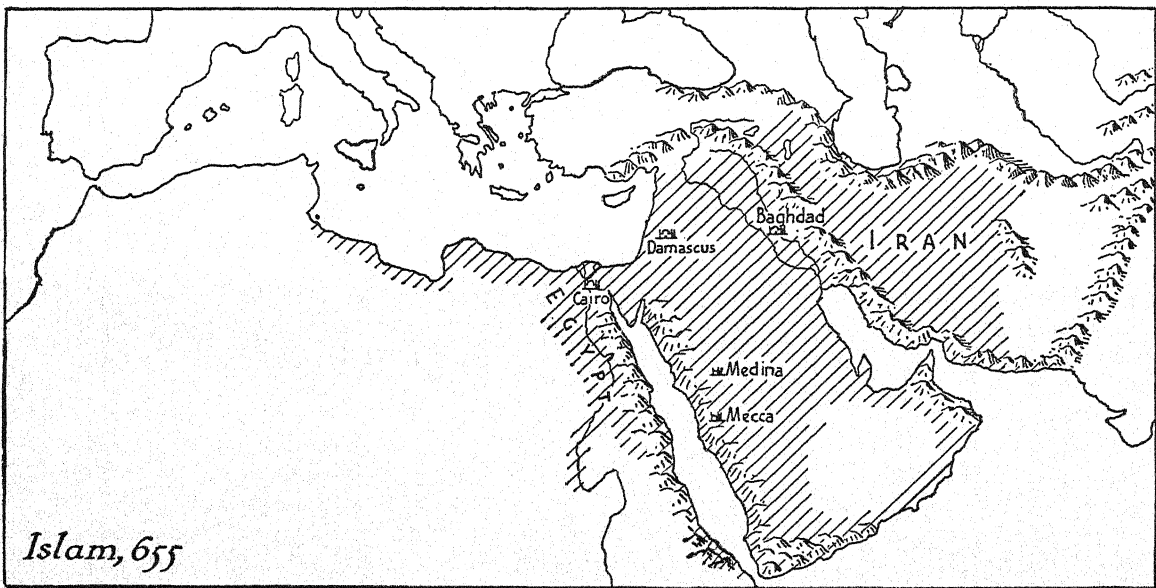 Baghdad
IRAN
Damascus
Cairo
EGYPT
Medina
Mecca
Islam, 655